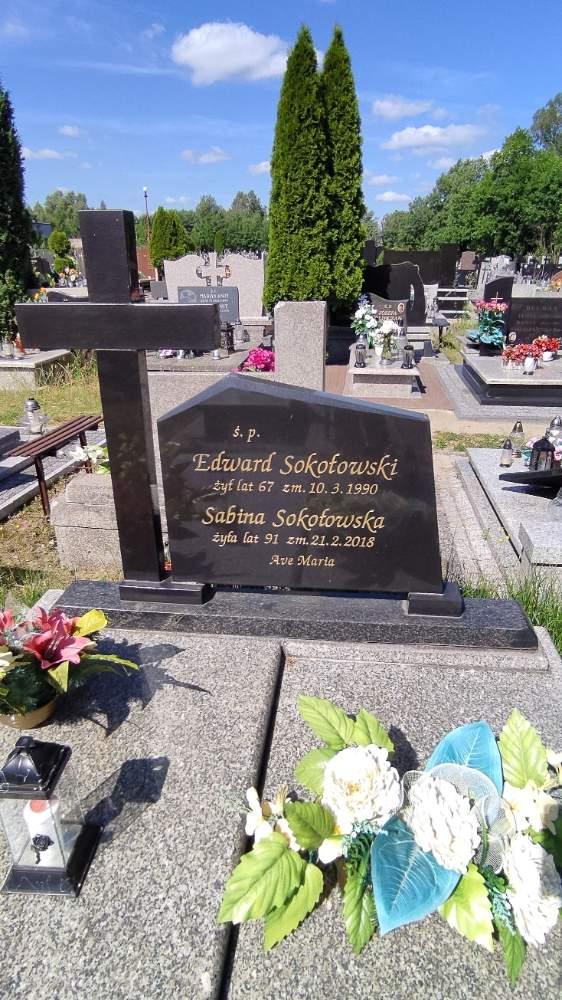 ś. p.
Edward Sokołowski
żył lat 67 zm. 10. 3. 1990
Sabina Sokołowska
żyła lat 91 zm. 21. 2. 2018
Ave Maria
JÓZEFA